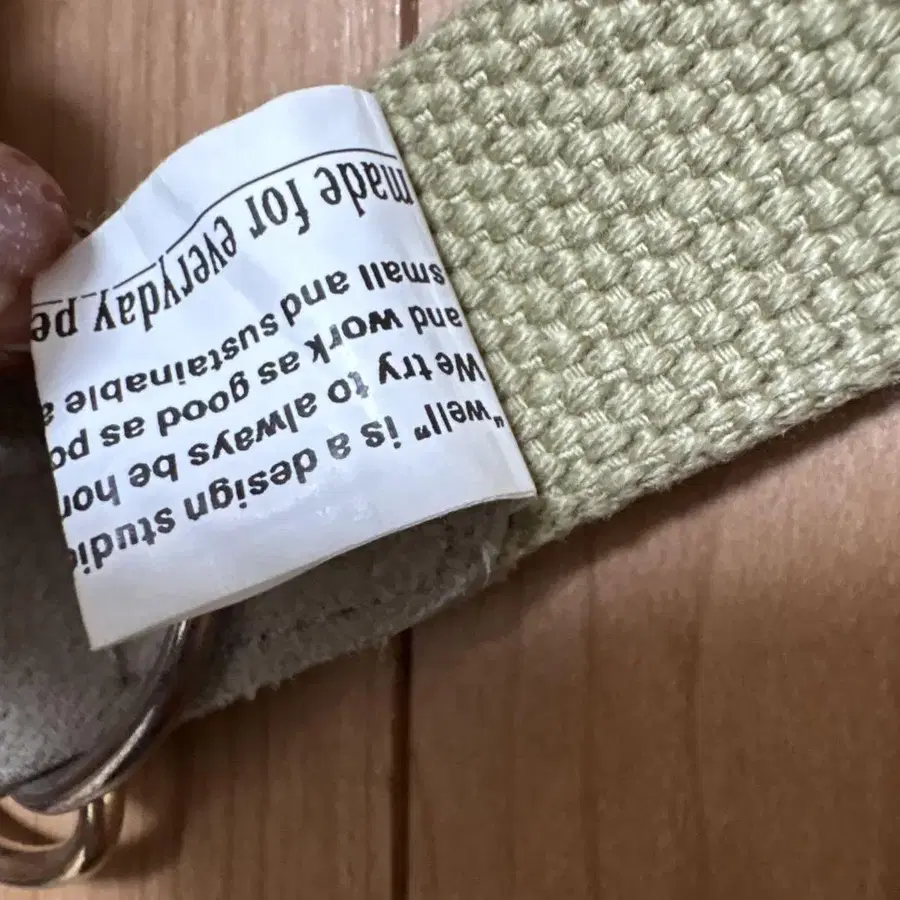 “well” is a design studio
We try to always be hon
and work as good as po
small and sustainable a
made for everyday pe